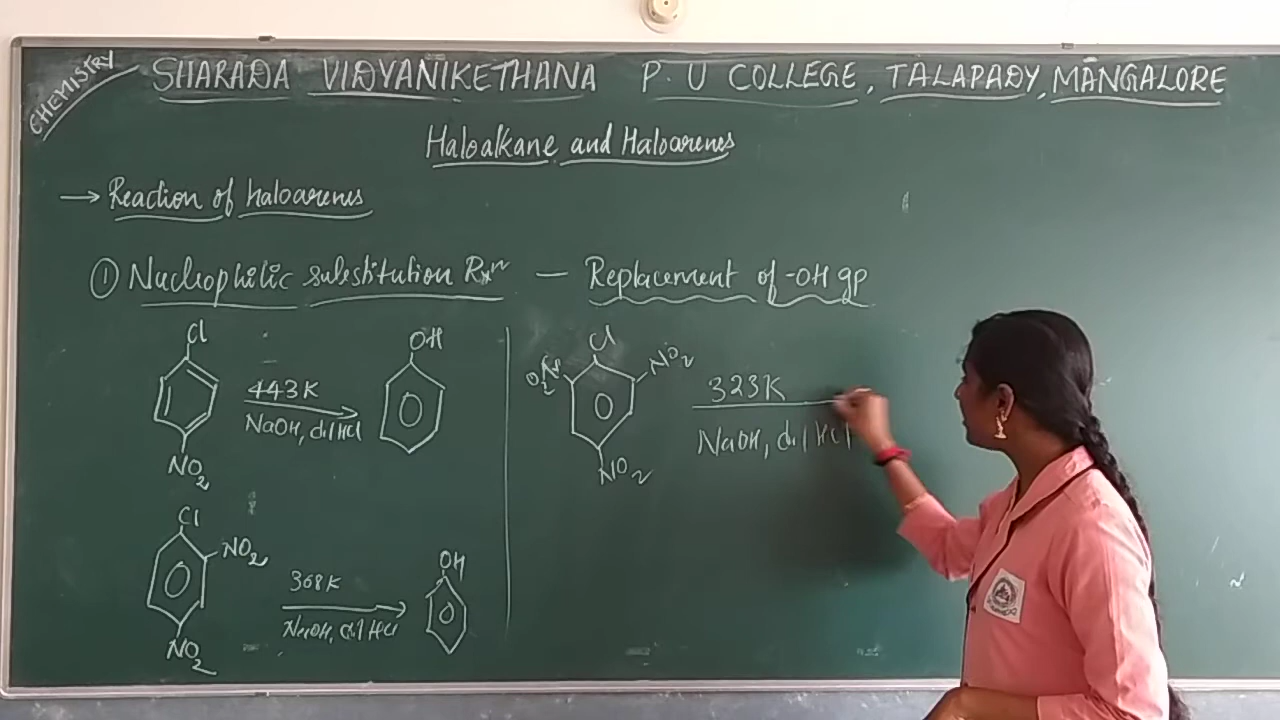 CHEMISTRY
SHARADA VIDYANIKETHANA P.U COLLEGE, TALAPADY, MANGALORE
Haloalkane and Haloarenes
→ Reaction of haloarenes
① Nucleophilic substitution Rxn — Replacement of -OH gp
Cl
443K
NaOH, dil HCl
OH
NO2
Cl
NO2
368K
NaOH, dil HCl
OH
NO2
Cl
O2N
NO2
323K
NaOH, dil HCl
NO2